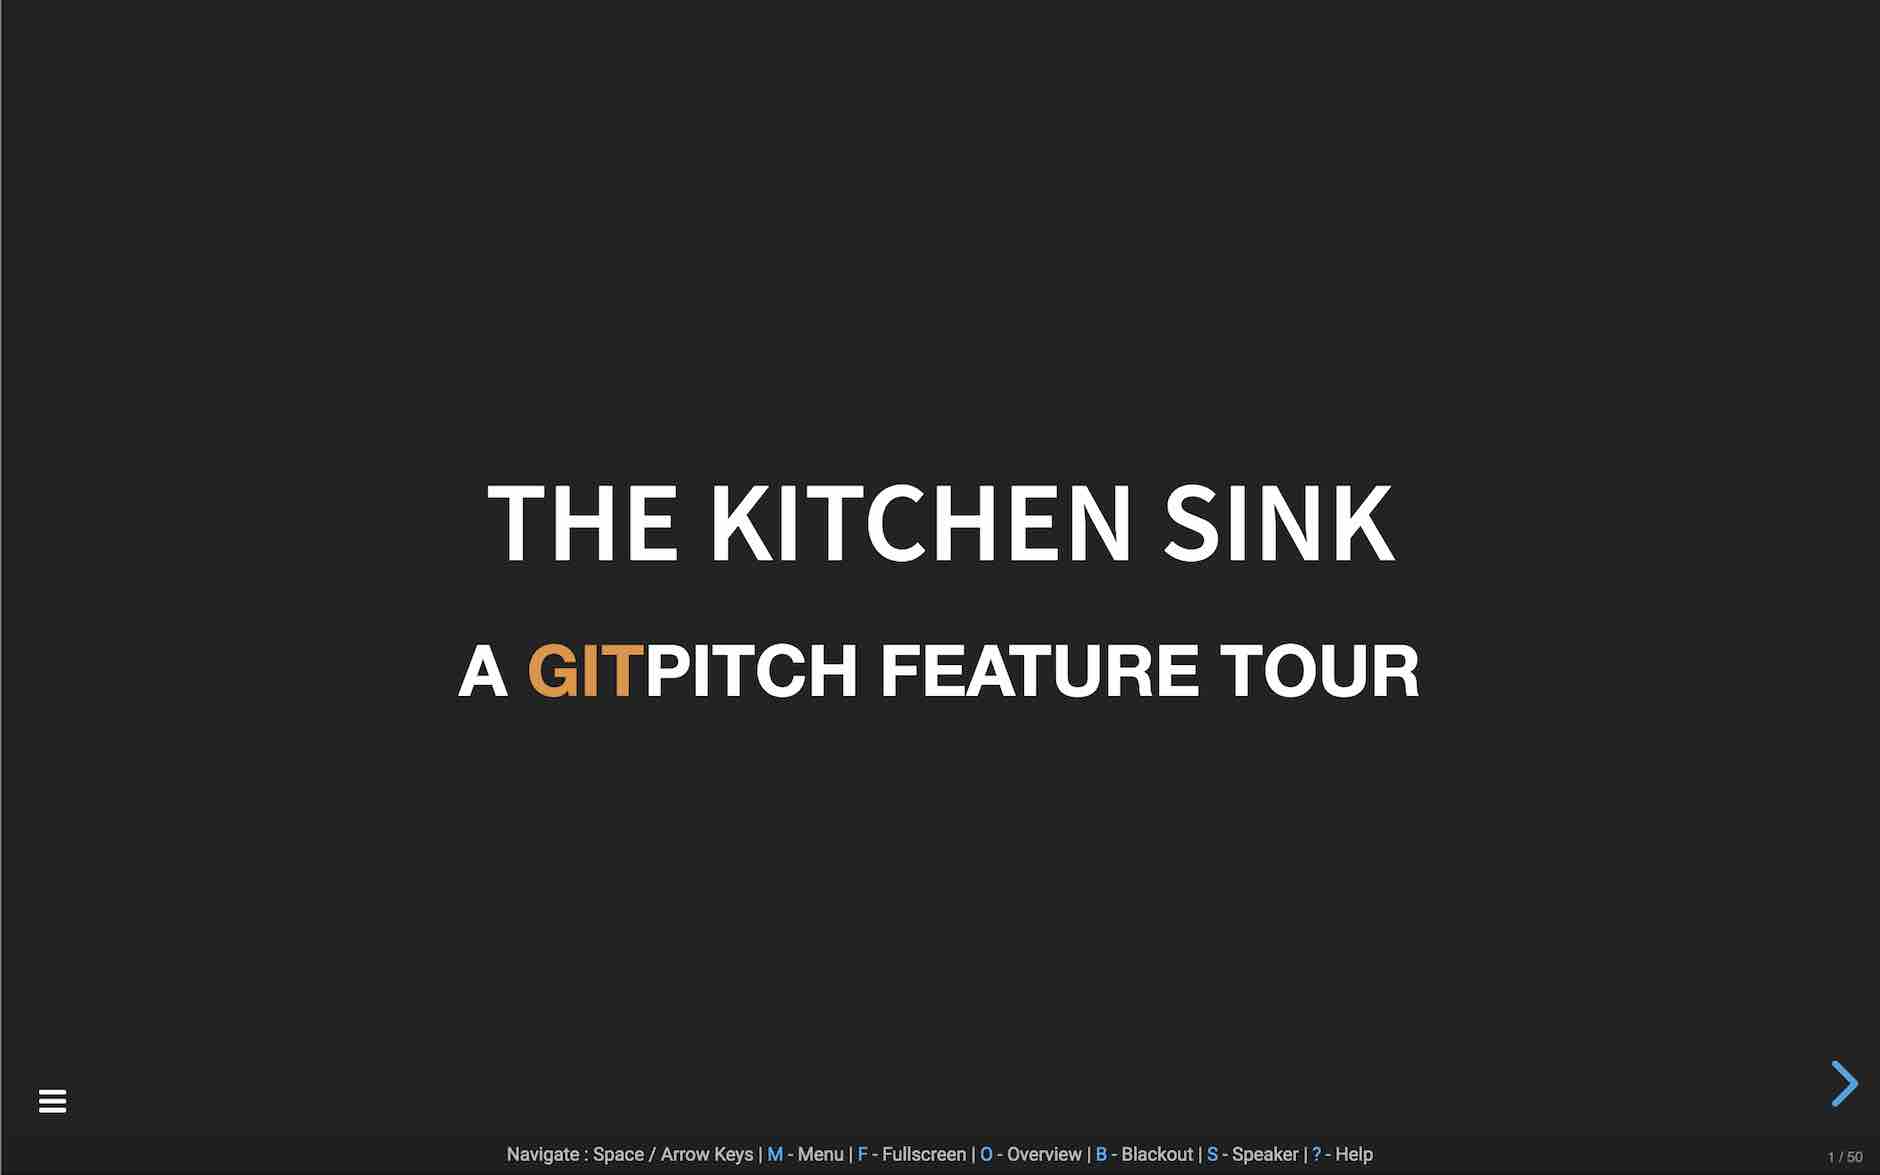 THE KITCHEN SINK
A GITPITCH FEATURE TOUR
Navigate : Space / Arrow Keys | M - Menu | F - Fullscreen | O - Overview | B - Blackout | S - Speaker | ? - Help
1 / 50